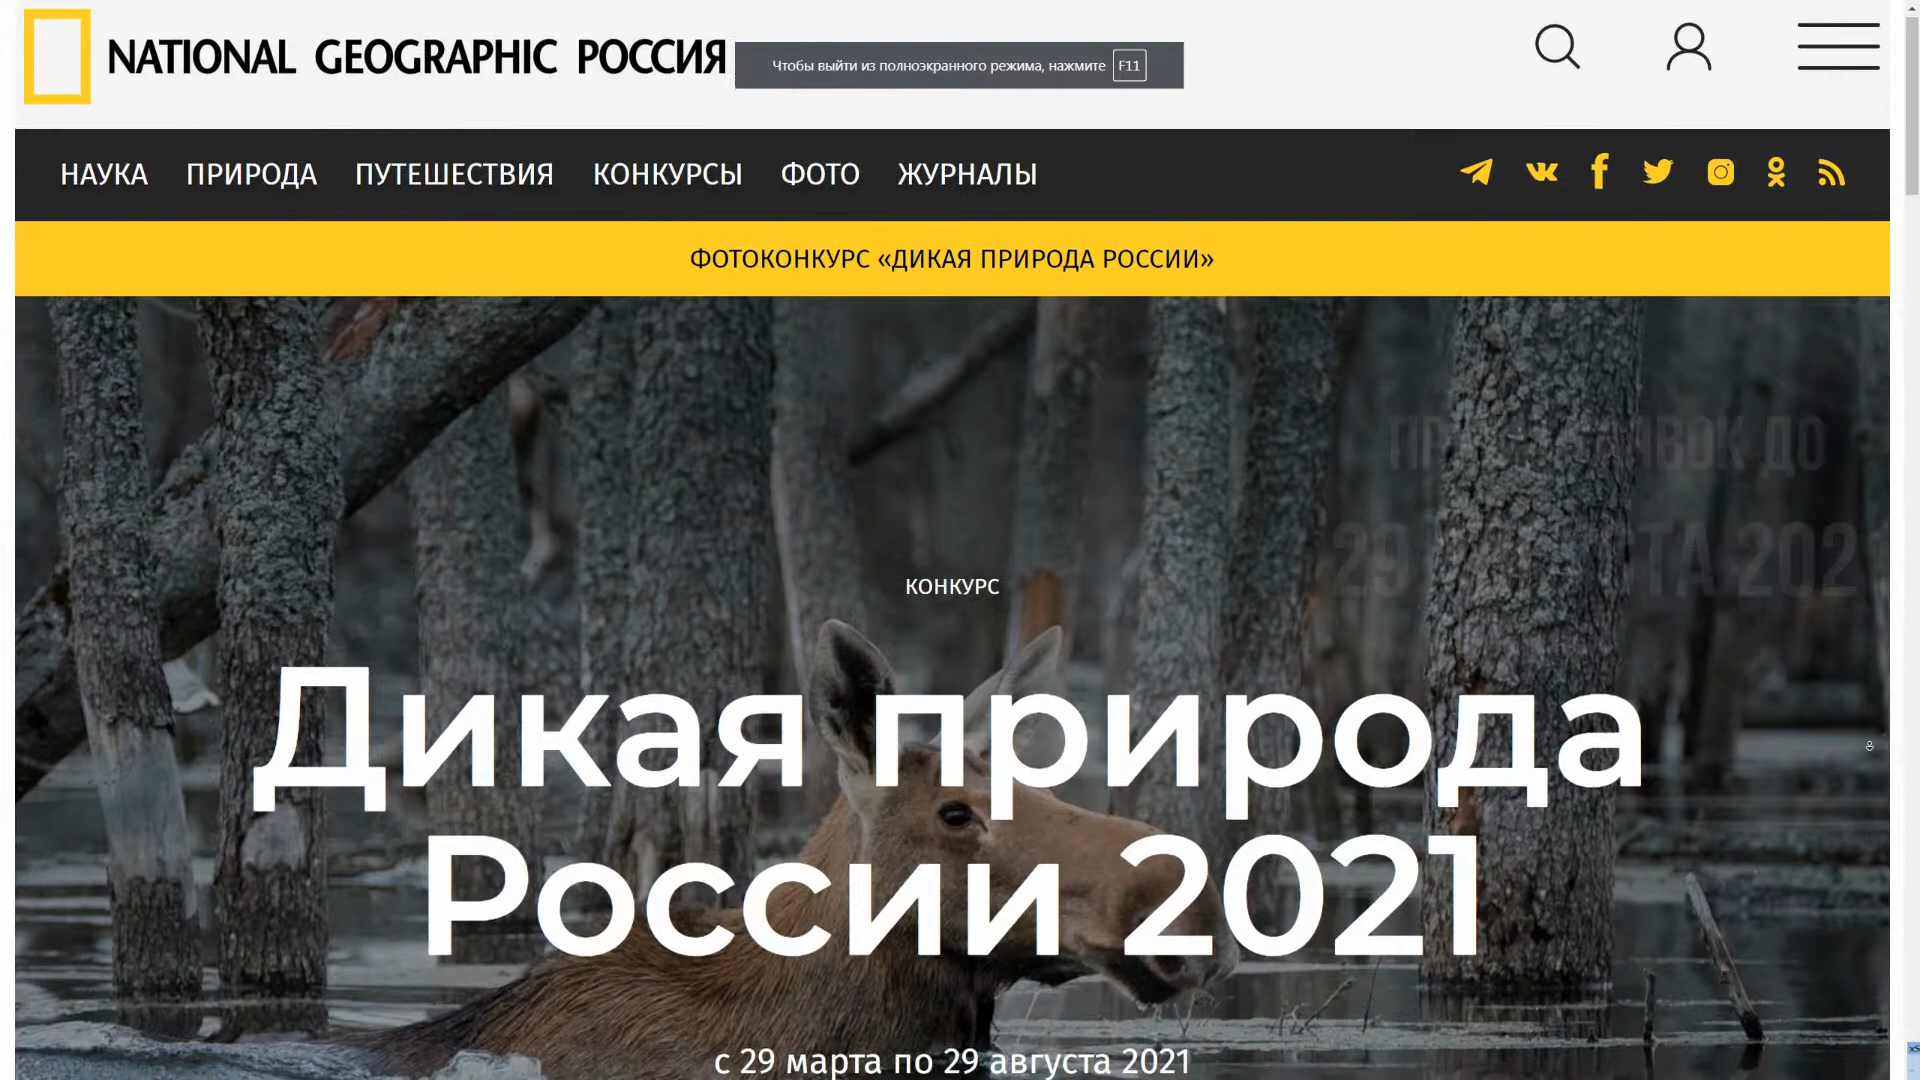 NATIONAL GEOGRAPHIC РОССИЯ
Чтобы выйти из полноэкранного режима, нажмите F11
НАУКА ПРИРОДА ПУТЕШЕСТВИЯ КОНКУРСЫ ФОТО ЖУРНАЛЫ
ФОТОКОНКУРС «ДИКАЯ ПРИРОДА РОССИИ»
ДО
КОНКУРС
Дикая природа
России 2021
с 29 марта по 29 августа 2021